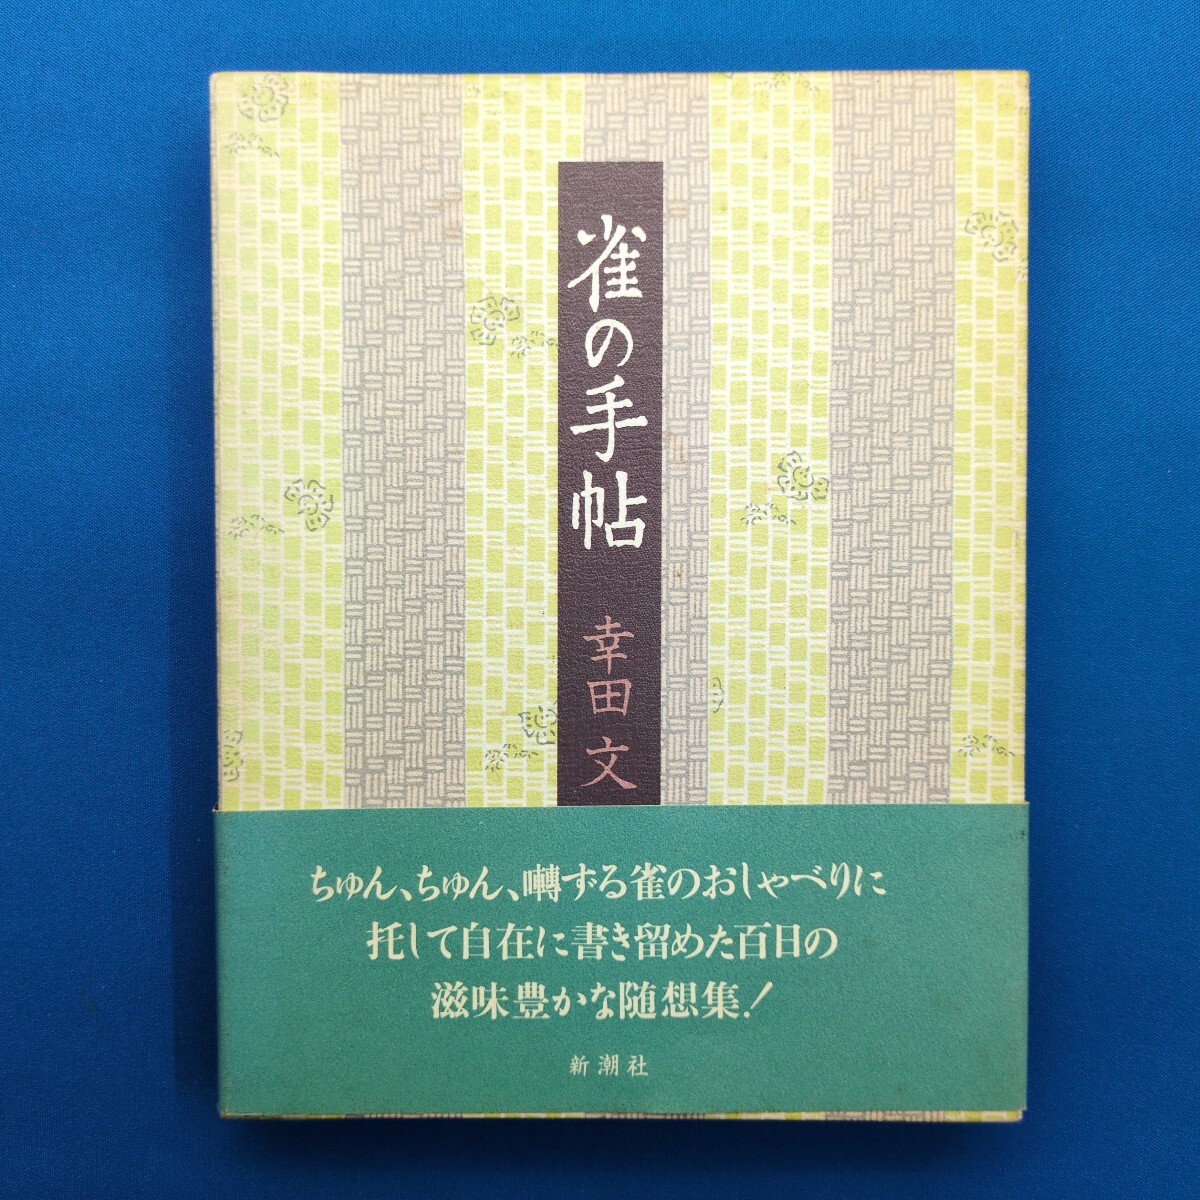 雀の手帖
幸田文
ちゅん、ちゅん、囀ずる雀のおしゃべりに
托して自在に書き留めた百日の
滋味豊かな随想集！
新潮社